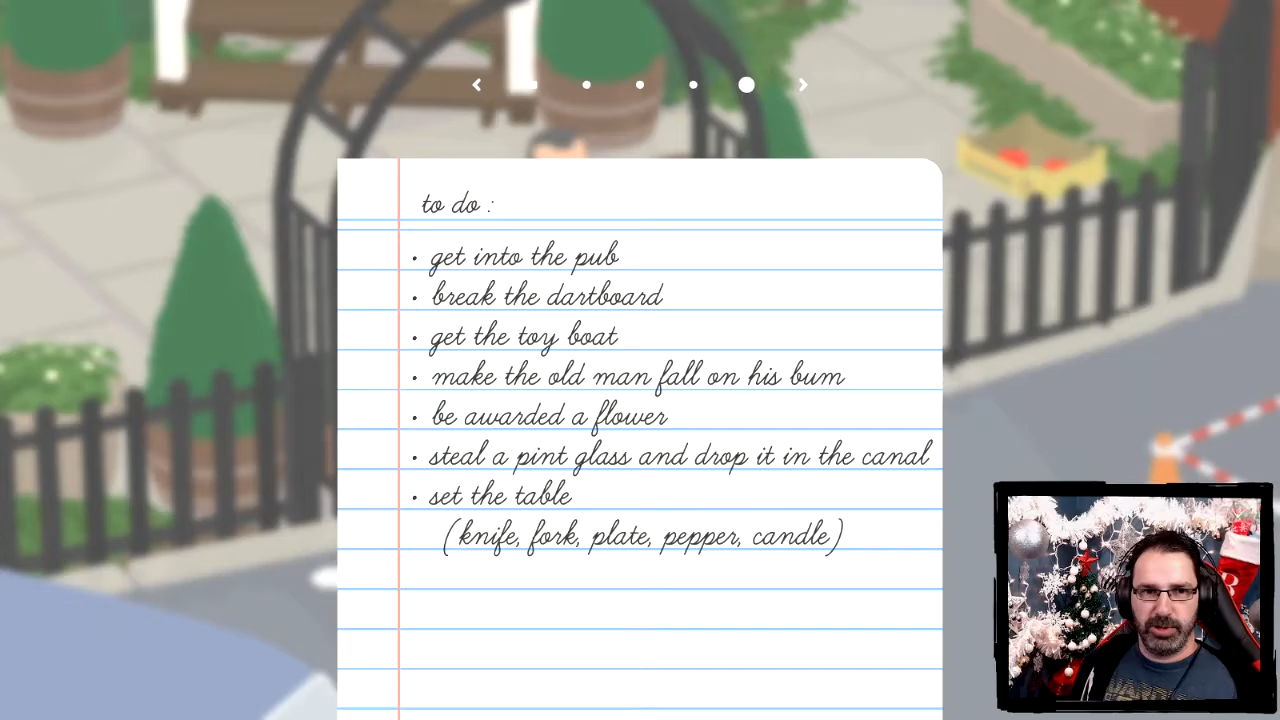 to do :
• get into the pub
• break the dartboard
• get the toy boat
• make the old man fall on his bum
• be awarded a flower
• steal a pint glass and drop it in the canal
• set the table
(knife, fork, plate, pepper, candle)